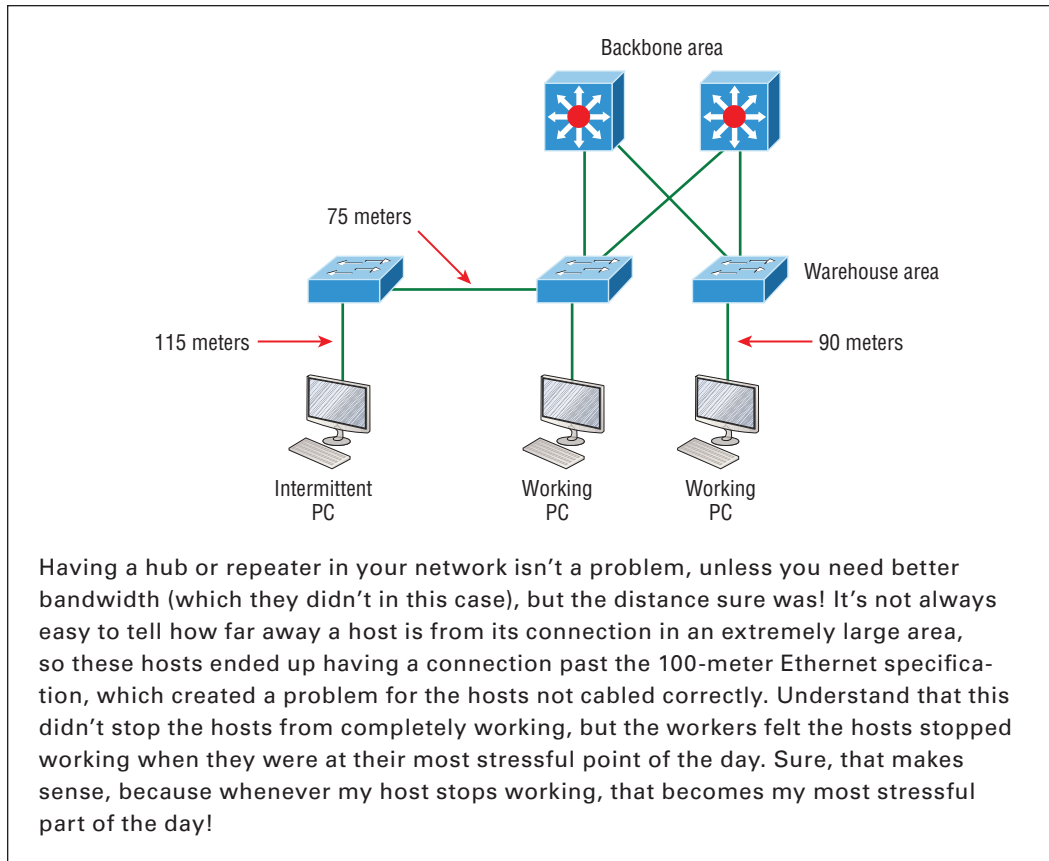 Backbone area
75 meters
Warehouse area
115 meters
90 meters
Intermittent
PC
Working
PC
Working
PC
Having a hub or repeater in your network isn’t a problem, unless you need better
bandwidth (which they didn’t in this case), but the distance sure was! It’s not always
easy to tell how far away a host is from its connection in an extremely large area,
so these hosts ended up having a connection past the 100-meter Ethernet specifica-
tion, which created a problem for the hosts not cabled correctly. Understand that this
didn’t stop the hosts from completely working, but the workers felt the hosts stopped
working when they were at their most stressful point of the day. Sure, that makes
sense, because whenever my host stops working, that becomes my most stressful
part of the day!